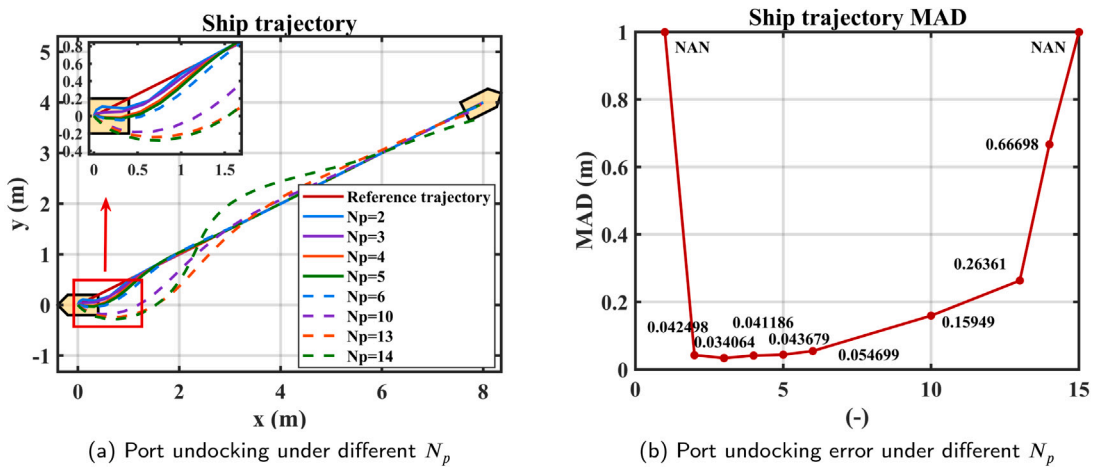 Ship trajectory
y (m)
5
4
3
2
1
0
-1
0.8
0.6
0.4
0.2
0
-0.2
0.4
0
0.5
1
1.5
Reference trajectory
Np=2
Np=3
Np=4
Np=5
Np=6
Np=10
Np=13
Np=14
0
2
4
6
8
x (m)
(a) Port undocking under different Np
Ship trajectory MAD
MAD (m)
1
0.8
0.6
0.4
0.2
0
NAN
NAN
0.66698
0.26361
0.15949
0.042498
0.041186
0.034064
0.043679
0.054699
5
10
15
(-)
(b) Port undocking error under different Np